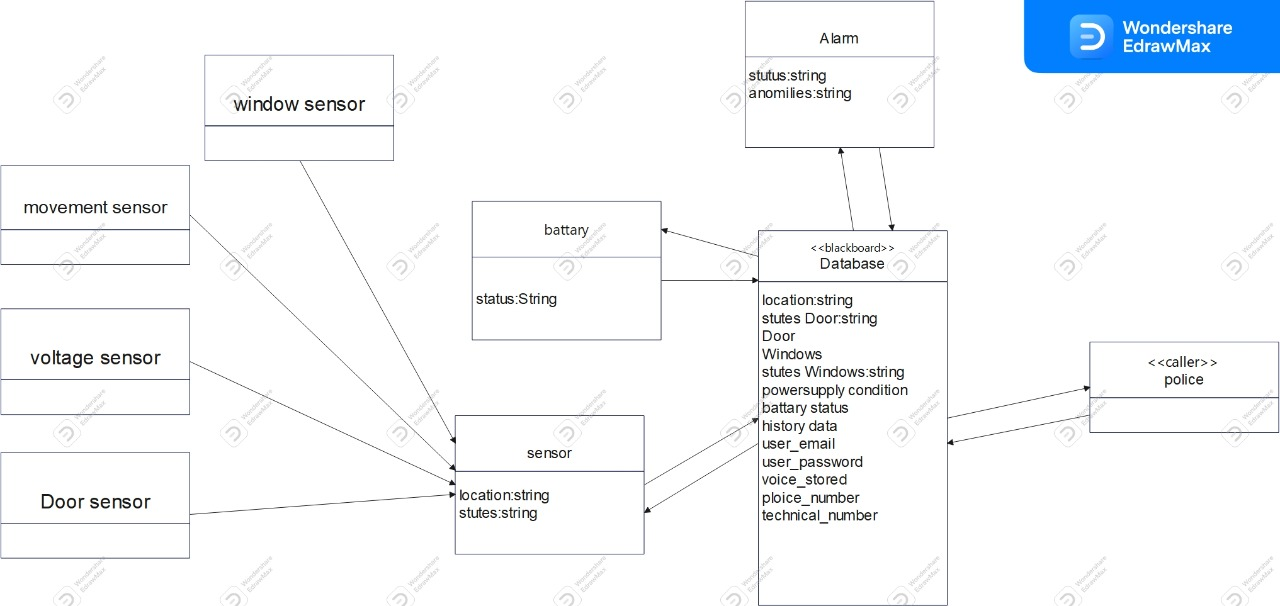 Wondershare
EdrawMax
Alarm
stutus:string
anomilies:string
window sensor
movement sensor
battary
status:String
<<blackboard>>
Database
location:string
stutes Door:string
Door
Windows
stutes Windows:string
powersupply condition
battary status
history data
user_email
user_password
voice_stored
ploice_number
technical_number
voltage sensor
<<caller>>
police
sensor
location:string
stutes:string
Door sensor